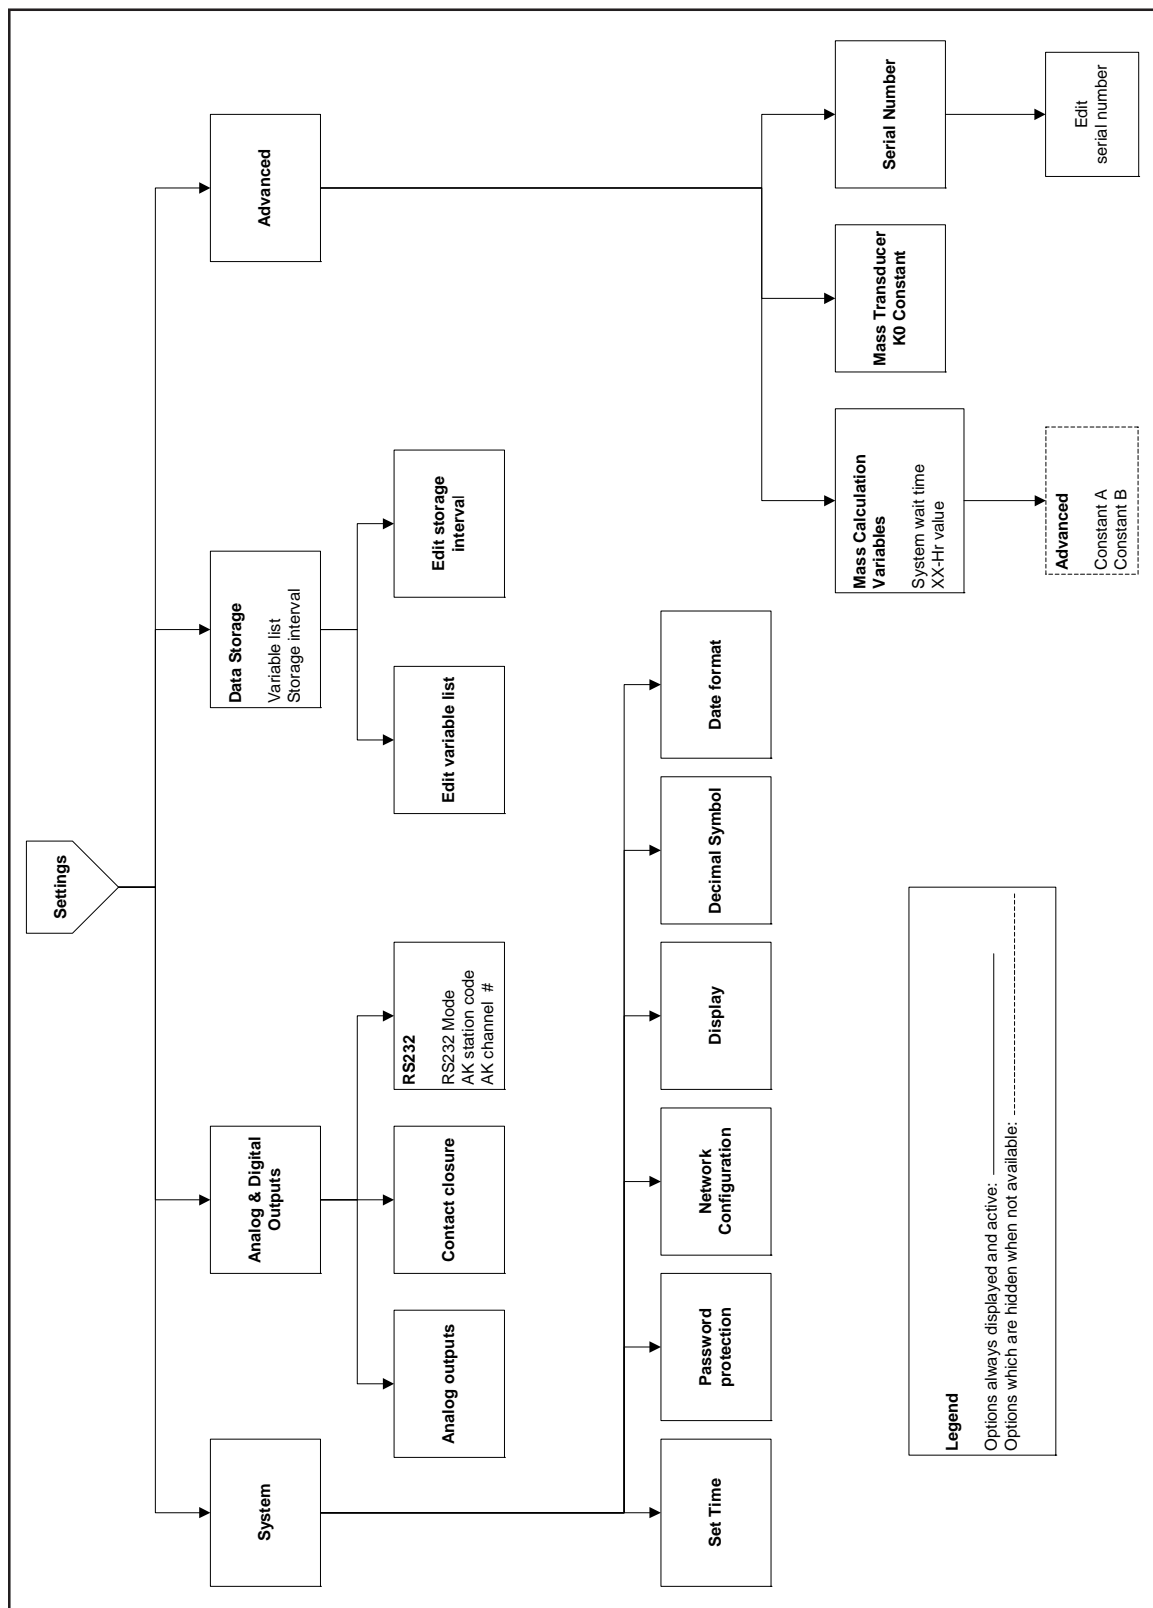 Settings
System
Analog & Digital
Outputs
Data Storage
Variable list
Storage interval
Advanced
Analog outputs
Contact closure
RS232
RS232 Mode
AK station code
AK channel #
Edit variable list
Edit storage
interval
Set Time
Password
protection
Network
Configuration
Display
Decimal Symbol
Date format
Mass Calculation
Variables
System wait time
XX-Hr value
Mass Transducer
K0 Constant
Serial Number
Advanced
Constant A
Constant B
Edit
serial number
Legend
Options always displayed and active:
Options which are hidden when not available: